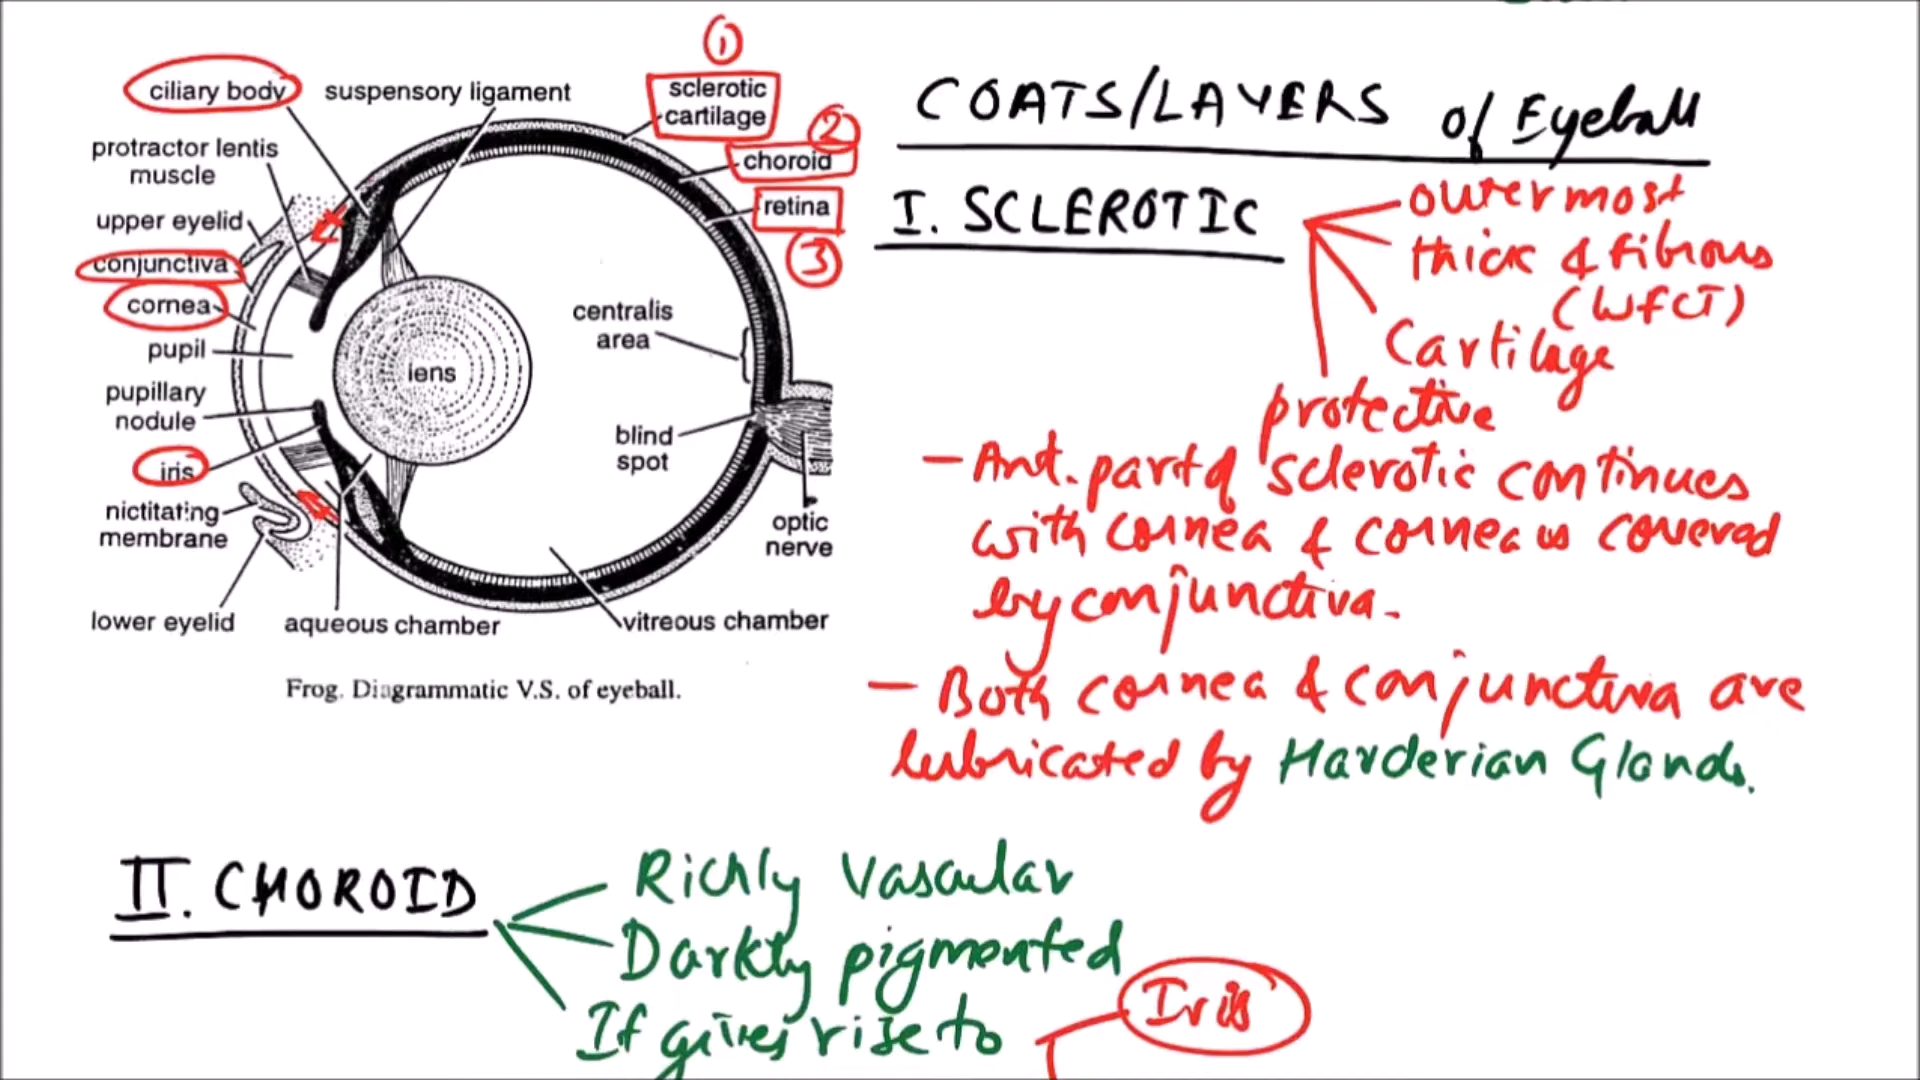 ciliary body
suspensory ligament
1
sclerotic
cartilage
2
choroid
retina
3
protractor lentis
muscle
upper eyelid
conjunctiva
cornea
pupil
pupillary
nodule
iris
nictitating
membrane
lower eyelid
aqueous chamber
lens
centralis
area
blind
spot
optic
nerve
vitreous chamber
Frog. Diagrammatic V.S. of eyeball.
COATS/LAYERS of Eyeball
I. SCLEROTIC
outermost
thick & fibrous
(WFCT)
Cartilage
protective
- Ant. part of sclerotic continues
with cornea & cornea is covered
by conjunctiva.
- Both cornea & conjunctiva are
lubricated by Harderian Glands.
II. CHOROID
Richly Vascular
Darkly pigmented
It gives rise to
Iris